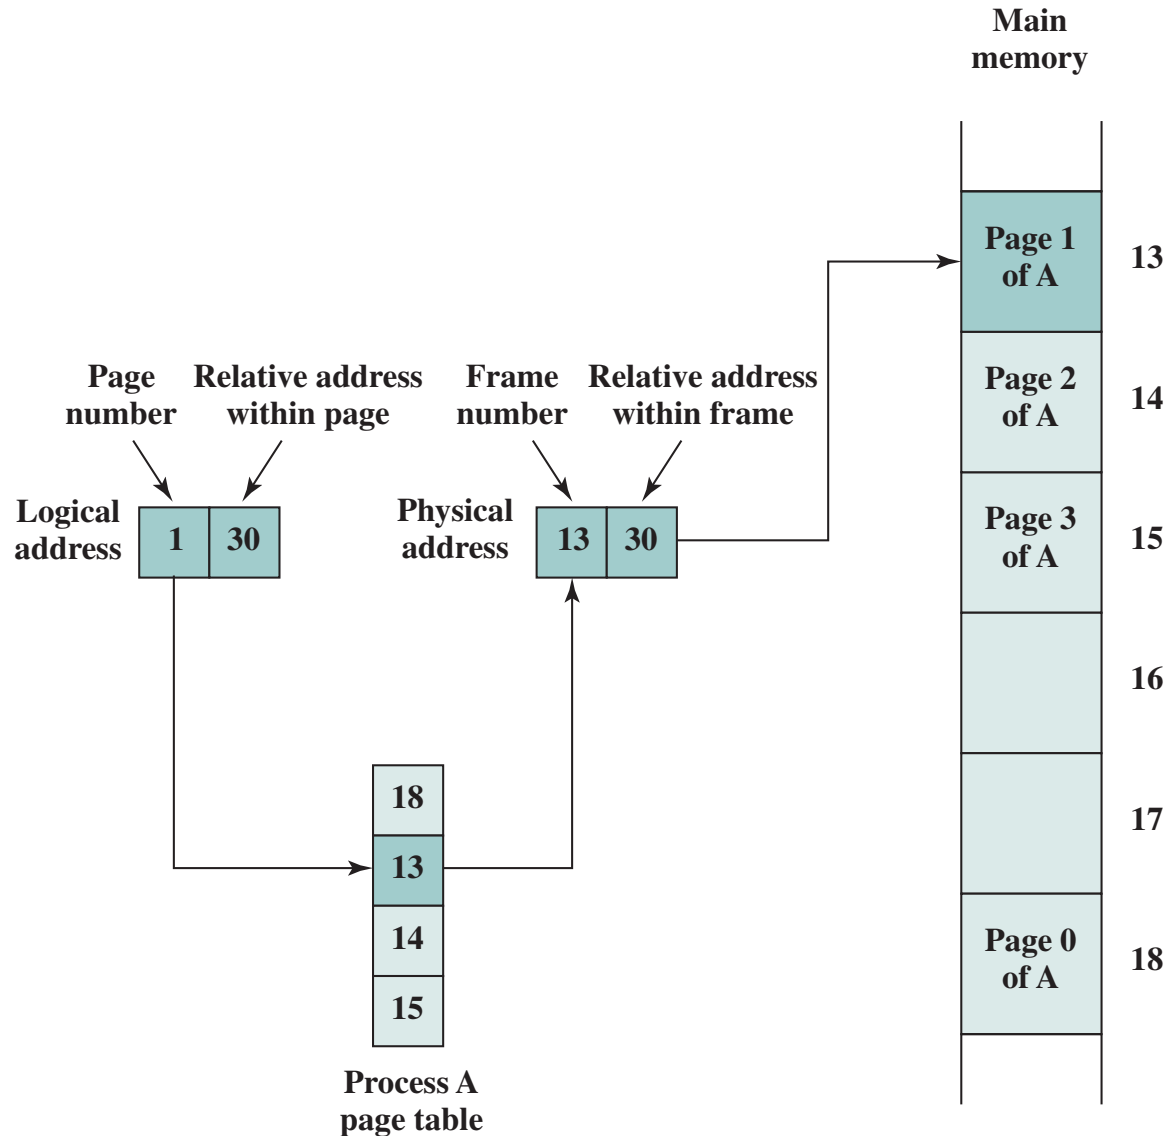 Main
memory
Page 1
of A
13
Page 2
of A
14
Page 3
of A
15
16
17
Page 0
of A
18
Page
number
Relative address
within page
Frame
number
Relative address
within frame
Logical
address
1
30
Physical
address
13
30
18
13
14
15
Process A
page table